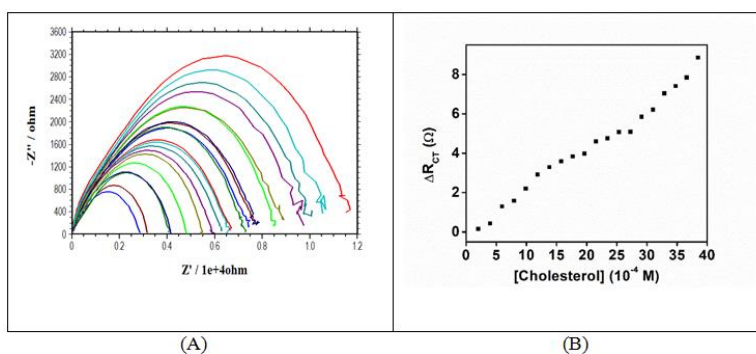 -Z'' / ohm
3600
3200
2800
2400
2000
1600
1200
800
400
0
0 0.2 0.4 0.6 0.8 1.0 1.2
Z' / 1e+4ohm
(A)
ΔR_CT (Ω)
8
6
4
2
0
0 5 10 15 20 25 30 35 40
[Cholesterol] (10⁻⁴ M)
(B)